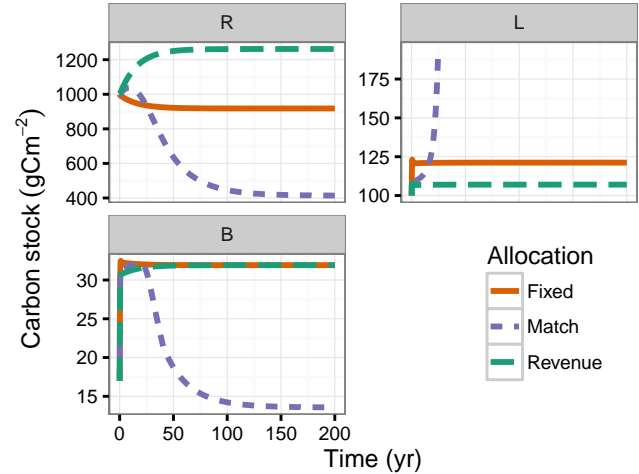 R
L
1200
1000
800
600
400
175
150
125
100
B
30
25
20
15
0
50
100
150
200
Time (yr)
Carbon stock (gCm⁻²)
Allocation
Fixed
Match
Revenue